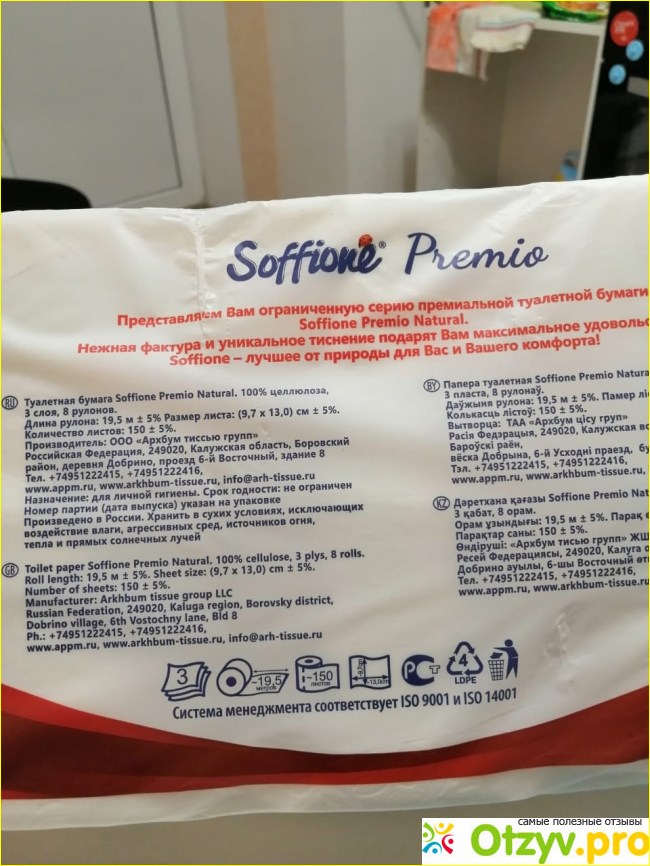 Soffione® Premio
Представляем Вам ограниченную серию премиальной туалетной бумаги
Soffione Premio Natural.
Нежная фактура и уникальное тиснение подарят Вам максимальное
Soffione – лучшее от природы для Вас и Вашего комфорта!
RU Туалетная бумага Soffione Premio Natural. 100% целлюлоза,
3 слоя, 8 рулонов.
Длина рулона: 19,5 м ± 5% Размер листа: (9,7 x 13,0) см ± 5%.
Количество листов: 150 ± 5%.
Производитель: ООО «Архбум тиссью групп»
Российская Федерация, 249020, Калужская область, Боровский
район, деревня Добрино, проезд 6-й Восточный, здание 8
Тел. +74951222415, +74951222416,
www.appm.ru, www.arkhbum-tissue.ru, info@arh-tissue.ru
Назначение: для личной гигиены. Срок годности: не ограничен
Номер партии (дата выпуска) указан на упаковке
Произведено в России. Хранить в сухих условиях, исключающих
воздействие влаги, агрессивных сред, источников огня,
тепла и прямых солнечных лучей
GB Toilet paper Soffione Premio Natural. 100% cellulose, 3 plys, 8 rolls.
Roll length: 19,5 м ± 5%. Sheet size: (9,7 x 13,0) cm ± 5%.
Number of sheets: 150 ± 5%.
Manufacturer: Arkhbum tissue group LLC
Russian Federation, 249020, Kaluga region, Borovsky district,
Dobrino village, 6th Vostochny lane, Bld 8
Ph.: +74951222415, +74951222416,
www.appm.ru, www.arkhbum-tissue.ru, info@arh-tissue.ru
BY Папера туалетная Soffione Premio
3 пласта, 8 рулонаў.
Даўжыня рулона: 19,5 м ± 5%. Памер
Колькасць лістоў: 150 ± 5%.
Вытворца: ТАА «Архбум цісу груп»
Расія Федэрацыя, 249020, Калужская
Бароўскі раён,
вёска Добрына, 6-й Усходні праезд,
Тэл. +74951222415, +74951222416,
www.appm.ru, www.arkhbum-tissue.ru,
KZ Даретхана қағазы Soffione Premio
3 қабат, 8 орам.
Орам ұзындығы: 19,5 м ± 5%. Парақ
Парақтар саны: 150 ± 5%.
Өндіруші: «Архбум тисью групп» ЖШ
Ресей Федерациясы, 249020, Калуга
Добрино ауылы, 6-шы Восточный
Тел. +74951222415, +74951222416,
www.appm.ru, www.arkhbum-tissue.ru
3
~19,5
метров
~150
листов
~9,7cm
~13,0cm
РСТ
4
LDPE
Система менеджмента соответствует ISO 9001 и ISO 14001
самые полезные отзывы
Otzyv.pro